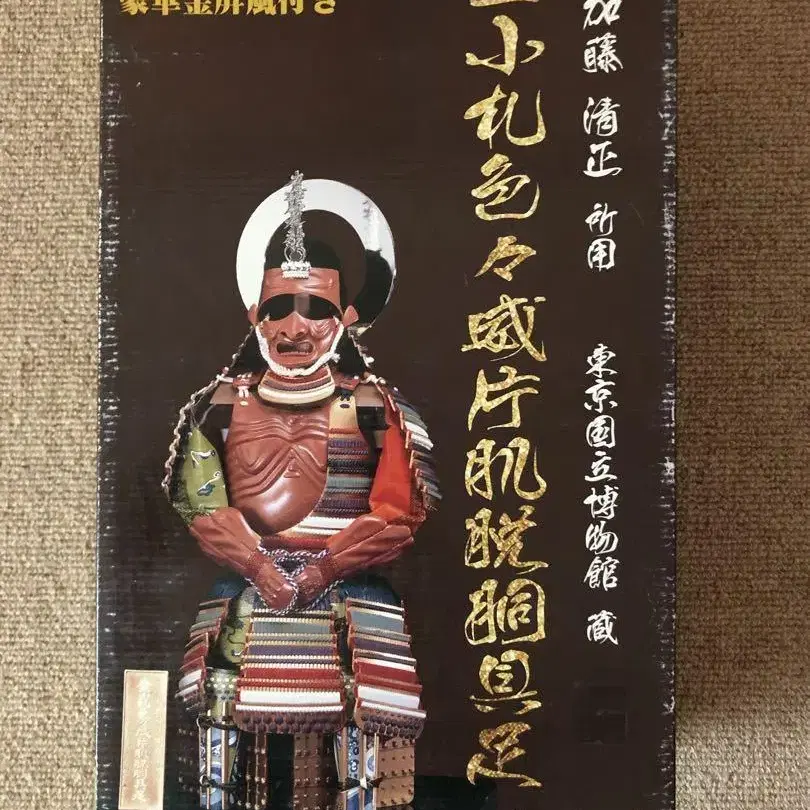 加藤 清正 所用 東京国立博物館 蔵
小札色々威片肌脱胴具足
豪華金屏風付き